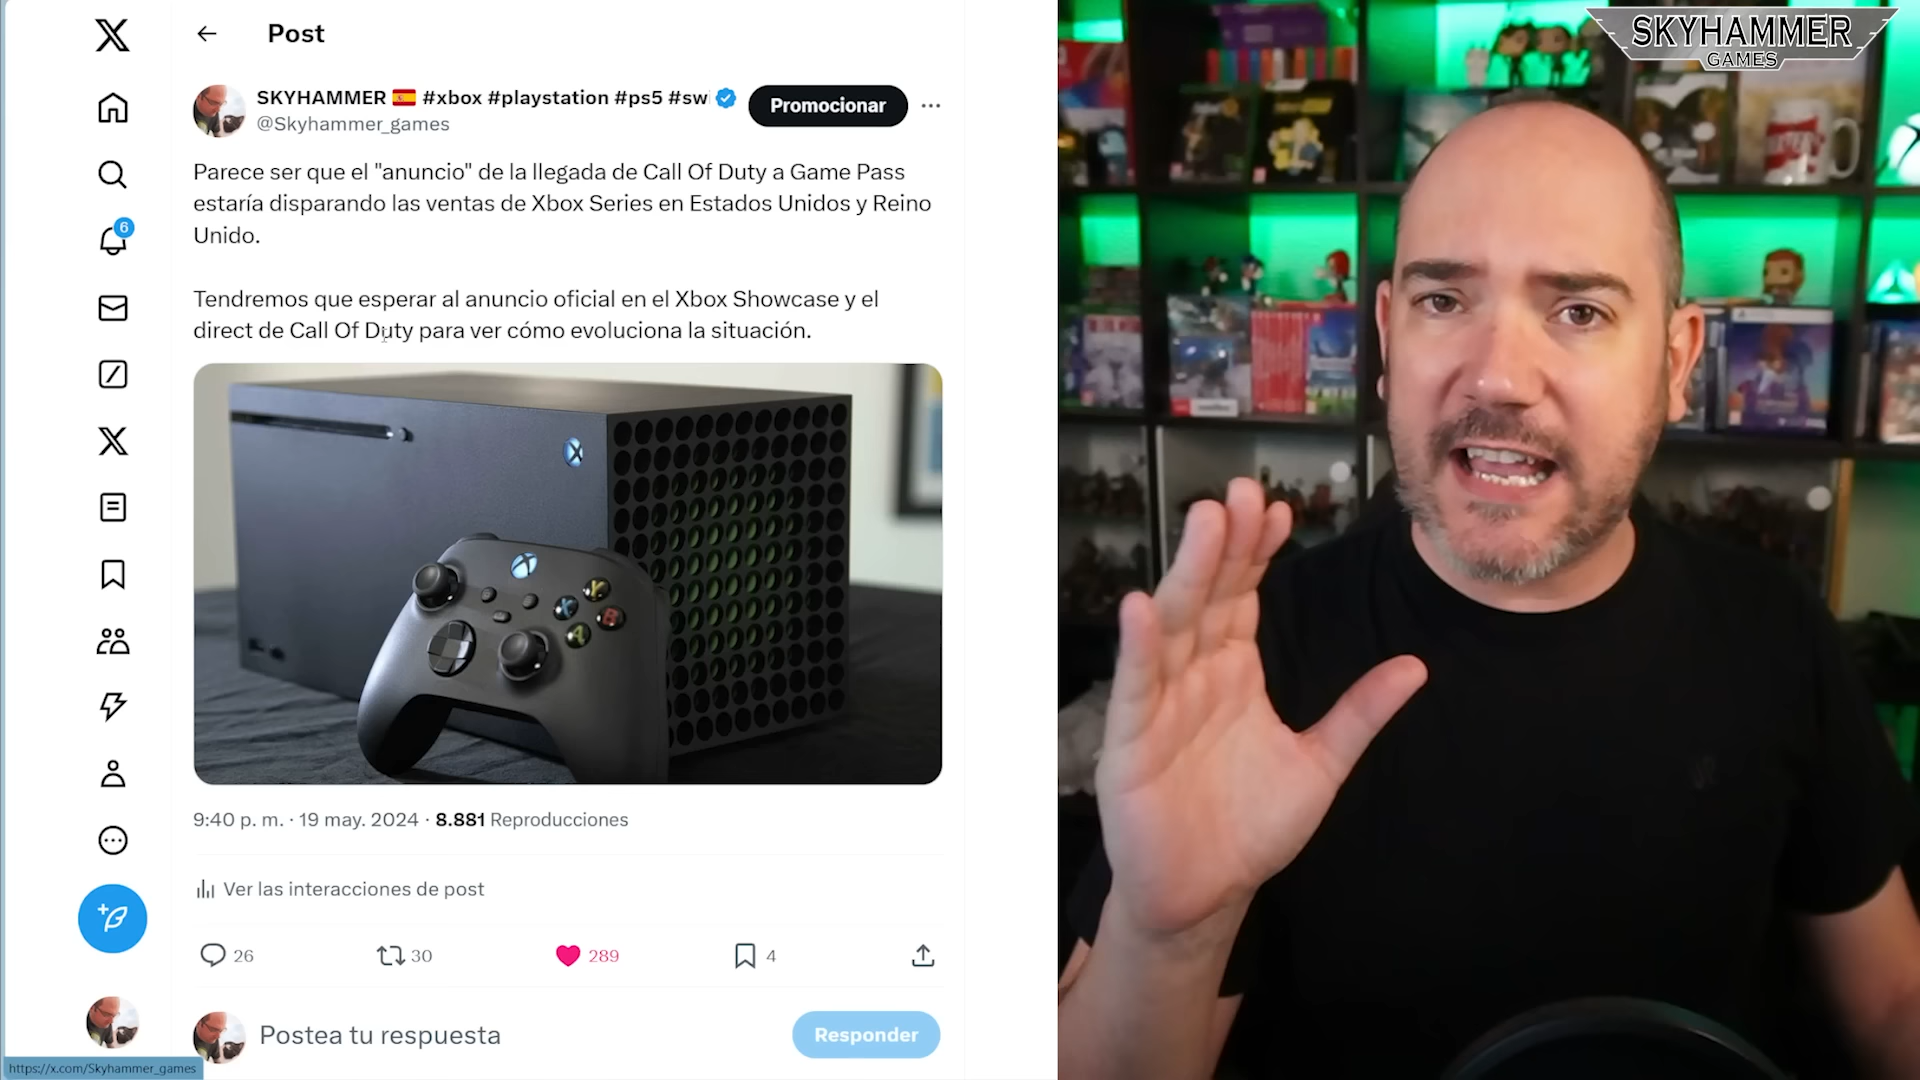 Post
SKYHAMMER 🇪🇸 #xbox #playstation #ps5 #sw
@Skyhammer_games
Promocionar
Parece ser que el "anuncio" de la llegada de Call Of Duty a Game Pass
estaría disparando las ventas de Xbox Series en Estados Unidos y Reino
Unido.
Tendremos que esperar al anuncio oficial en el Xbox Showcase y el
direct de Call Of Duty para ver cómo evoluciona la situación.
Y
X
B
A
9:40 p. m. · 19 may. 2024 · 8.881 Reproducciones
Ver las interacciones de post
26
30
289
4
Postea tu respuesta
Responder
6
https://x.com/Skyhammer_games
SKYHAMMER
GAMES